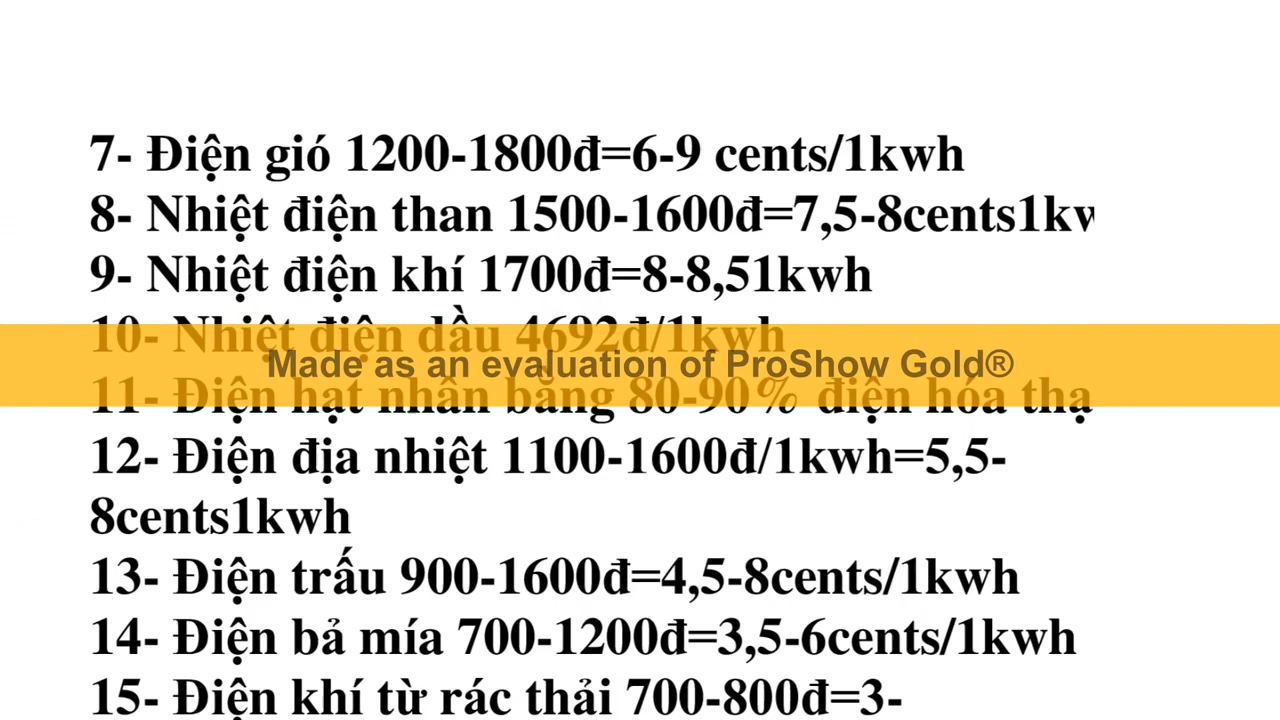 7- Điện gió 1200-1800đ=6-9 cents/1kwh
8- Nhiệt điện than 1500-1600đ=7,5-8cents1kw
9- Nhiệt điện khí 1700đ=8-8,51kwh
10- Nhiệt điện dầu 4692đ/1kwh
Made as an evaluation of ProShow Gold®
11- Điện hạt nhân bằng 80-90% điện hóa thạ
12- Điện địa nhiệt 1100-1600đ/1kwh=5,5-
8cents1kwh
13- Điện trấu 900-1600đ=4,5-8cents/1kwh
14- Điện bả mía 700-1200đ=3,5-6cents/1kwh
15- Điện khí từ rác thải 700-800đ=3-